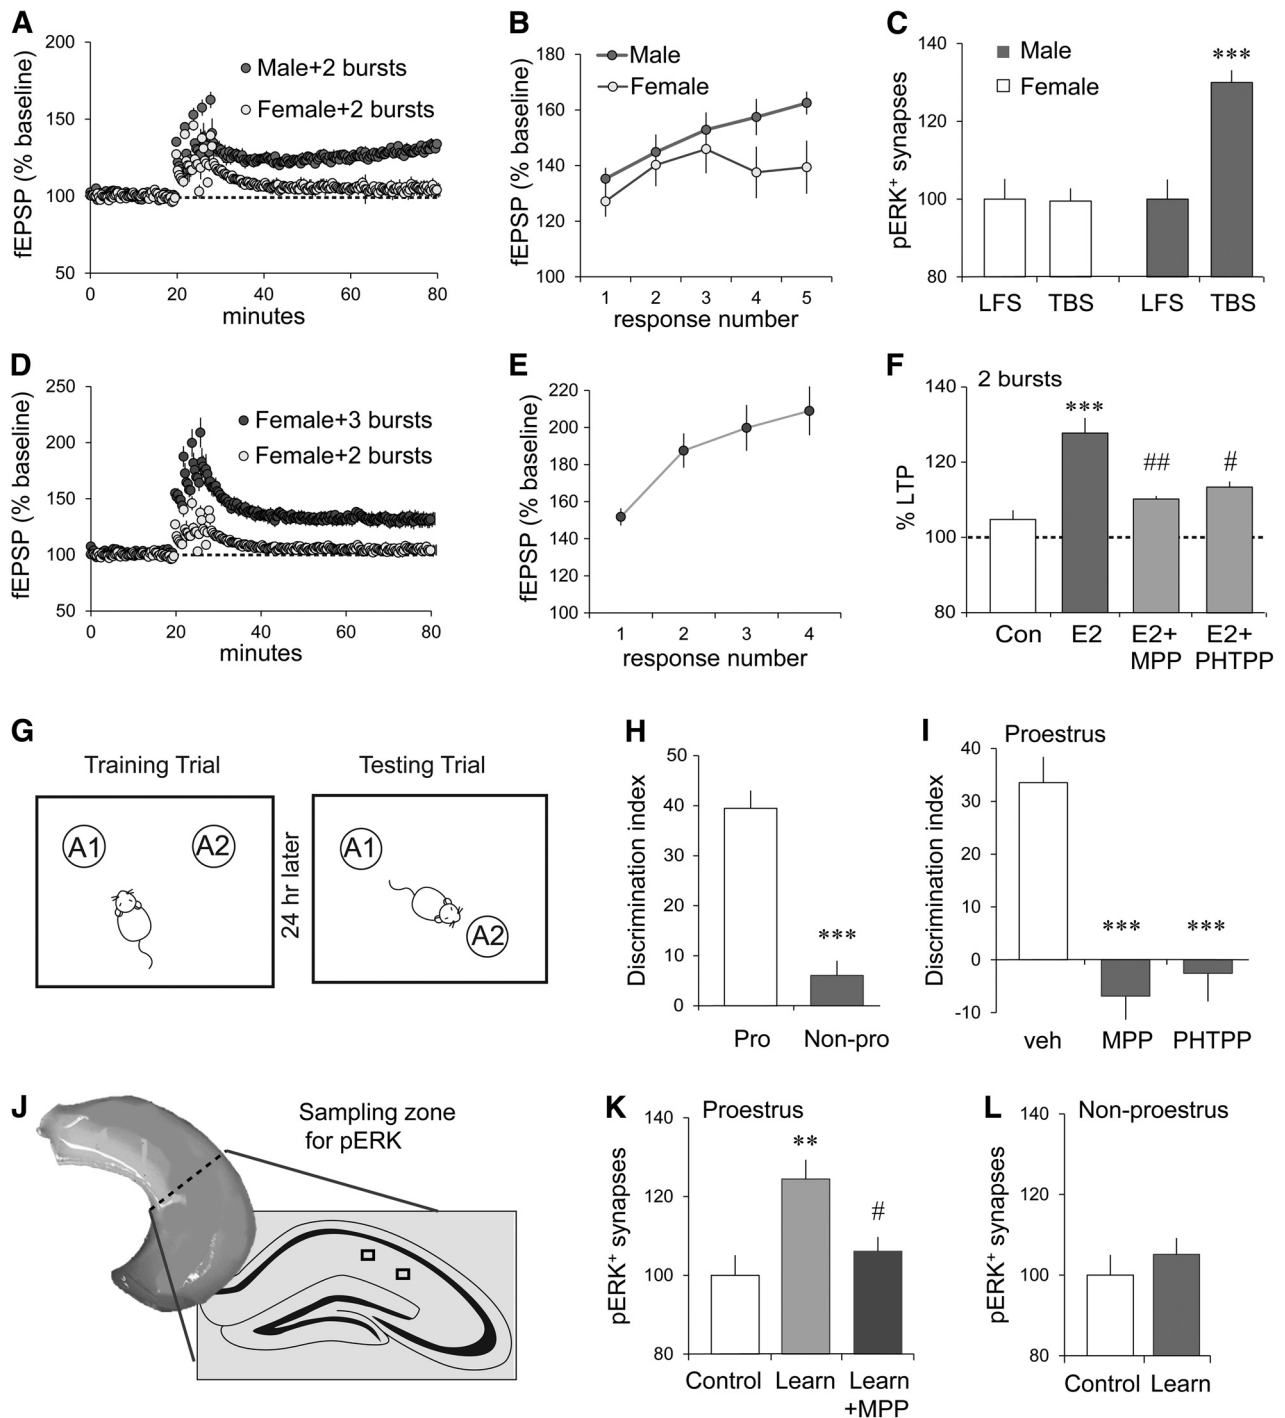 A
200
150
100
50
fEPSP (% baseline)
Male+2 bursts
Female+2 bursts
0
20
40
60
80
minutes
B
180
160
140
120
100
fEPSP (% baseline)
Male
Female
1
2
3
4
5
response number
C
140
120
100
80
pERK+ synapses
Male
Female
***
LFS
TBS
LFS
TBS
D
250
200
150
100
50
fEPSP (% baseline)
Female+3 bursts
Female+2 bursts
0
20
40
60
80
minutes
E
220
200
180
160
140
120
100
fEPSP (% baseline)
1
2
3
4
response number
F
2 bursts
140
120
100
80
% LTP
***
##
#
Con
E2
E2+
MPP
E2+
PHTPP
G
Training Trial
Testing Trial
A1
A2
24 hr later
A1
A2
H
50
40
30
20
10
0
Discrimination index
***
Pro
Non-pro
I
Proestrus
40
30
20
10
0
-10
Discrimination index
***
***
veh
MPP
PHTPP
J
Sampling zone
for pERK
K
Proestrus
140
120
100
80
pERK+ synapses
**
#
Control
Learn
Learn
+MPP
L
Non-proestrus
140
120
100
80
pERK+ synapses
Control
Learn